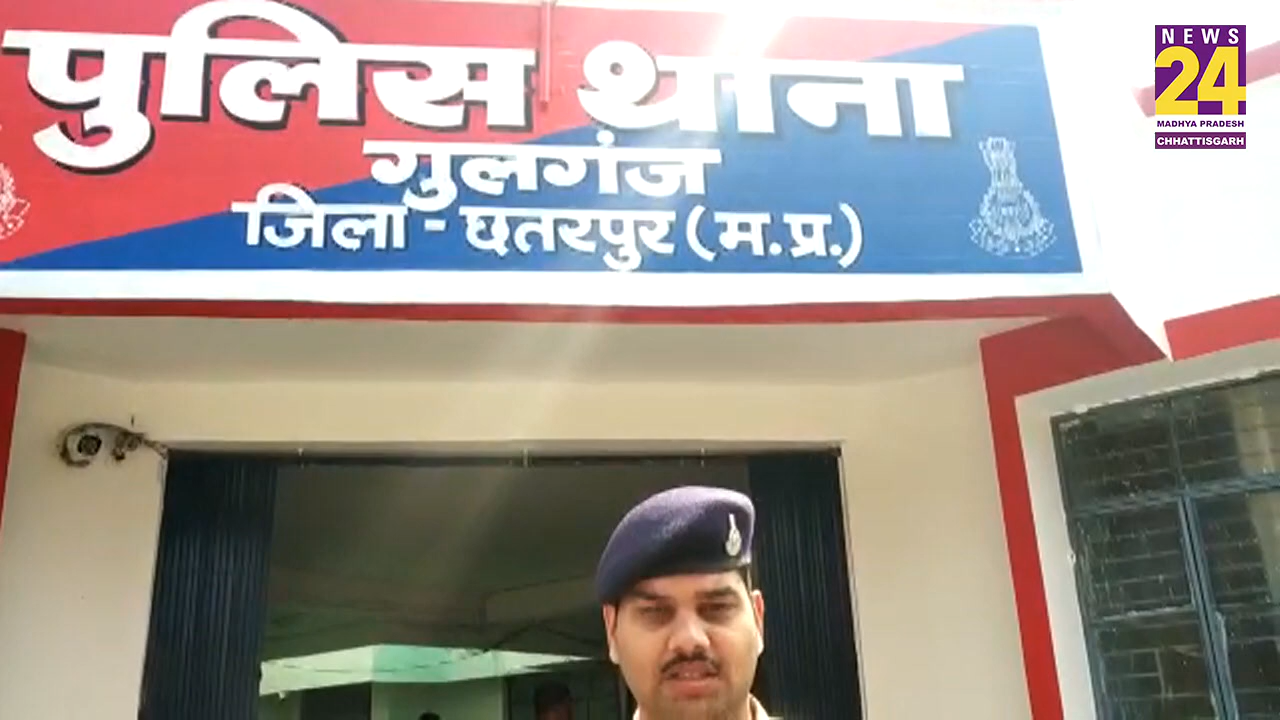 पुलिस थाना
गुलगंज
जिला - छतरपुर (म.प्र.)
NEWS
24
MADHYA PRADESH
CHHATTISGARH